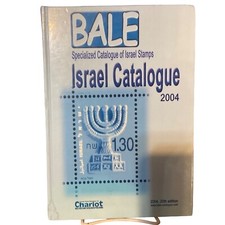 BALE
Specialized Catalogue of Israel Stamps
Israel Catalogue
2004
1.30
Chariot